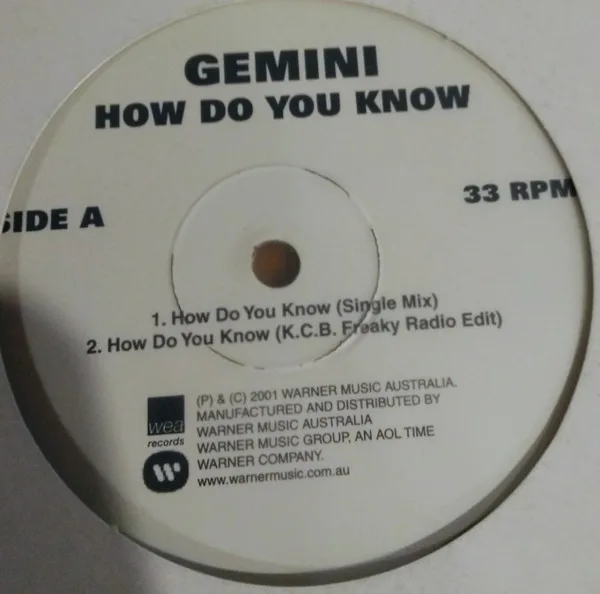 GEMINI
HOW DO YOU KNOW
SIDE A
33 RPM
1. How Do You Know (Single Mix)
2. How Do You Know (K.C.B. Freaky Radio Edit)
wea
records
(P) & (C) 2001 WARNER MUSIC AUSTRALIA.
MANUFACTURED AND DISTRIBUTED BY
WARNER MUSIC AUSTRALIA
WARNER MUSIC GROUP, AN AOL TIME
WARNER COMPANY.
www.warnermusic.com.au